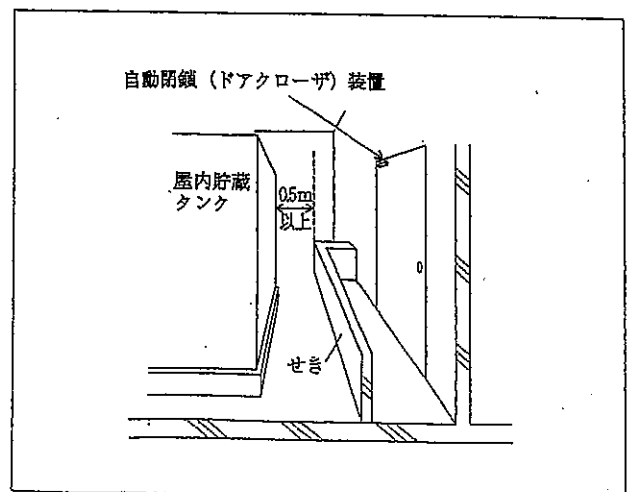 自動閉鎖（ドアクローザ）装置
屋内貯蔵
タンク
0.5m
以上
せき